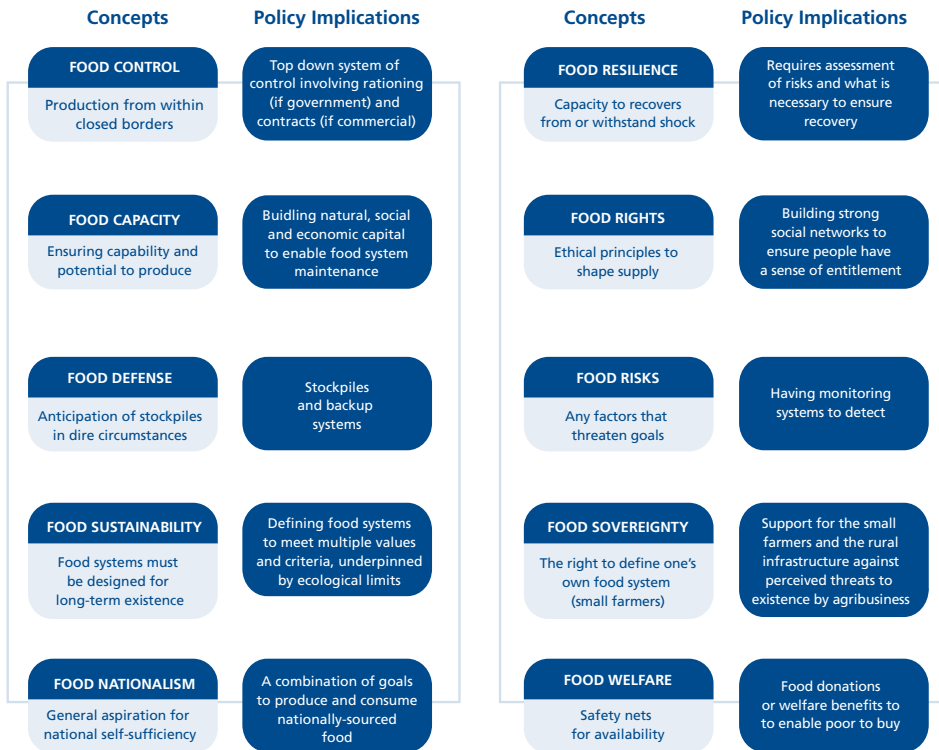 Concepts
Policy Implications
FOOD CONTROL
Production from within
closed borders
Top down system of
control involving rationing
(if government) and
contracts (if commercial)
FOOD CAPACITY
Ensuring capability and
potential to produce
Buidling natural, social
and economic capital
to enable food system
maintenance
FOOD DEFENSE
Anticipation of stockpiles
in dire circumstances
Stockpiles
and backup
systems
FOOD SUSTAINABILITY
Food systems must
be designed for
long-term existence
Defining food systems
to meet multiple values
and criteria, underpinned
by ecological limits
FOOD NATIONALISM
General aspiration for
national self-sufficiency
A combination of goals
to produce and consume
nationally-sourced
food
Concepts
Policy Implications
FOOD RESILIENCE
Capacity to recovers
from or withstand shock
Requires assessment
of risks and what is
necessary to ensure
recovery
FOOD RIGHTS
Ethical principles to
shape supply
Building strong
social networks to
ensure people have
a sense of entitlement
FOOD RISKS
Any factors that
threaten goals
Having monitoring
systems to detect
FOOD SOVEREIGNTY
The right to define one's
own food system
(small farmers)
Support for the small
farmers and the rural
infrastructure against
perceived threats to
existence by agribusiness
FOOD WELFARE
Safety nets
for availability
Food donations
or welfare benefits to
to enable poor to buy